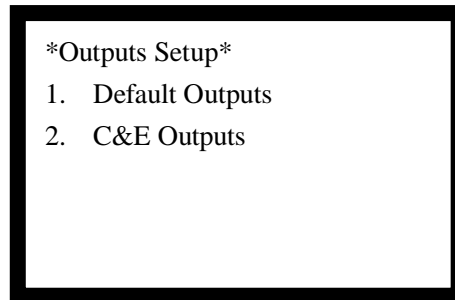 *Outputs Setup*
1. Default Outputs
2. C&E Outputs